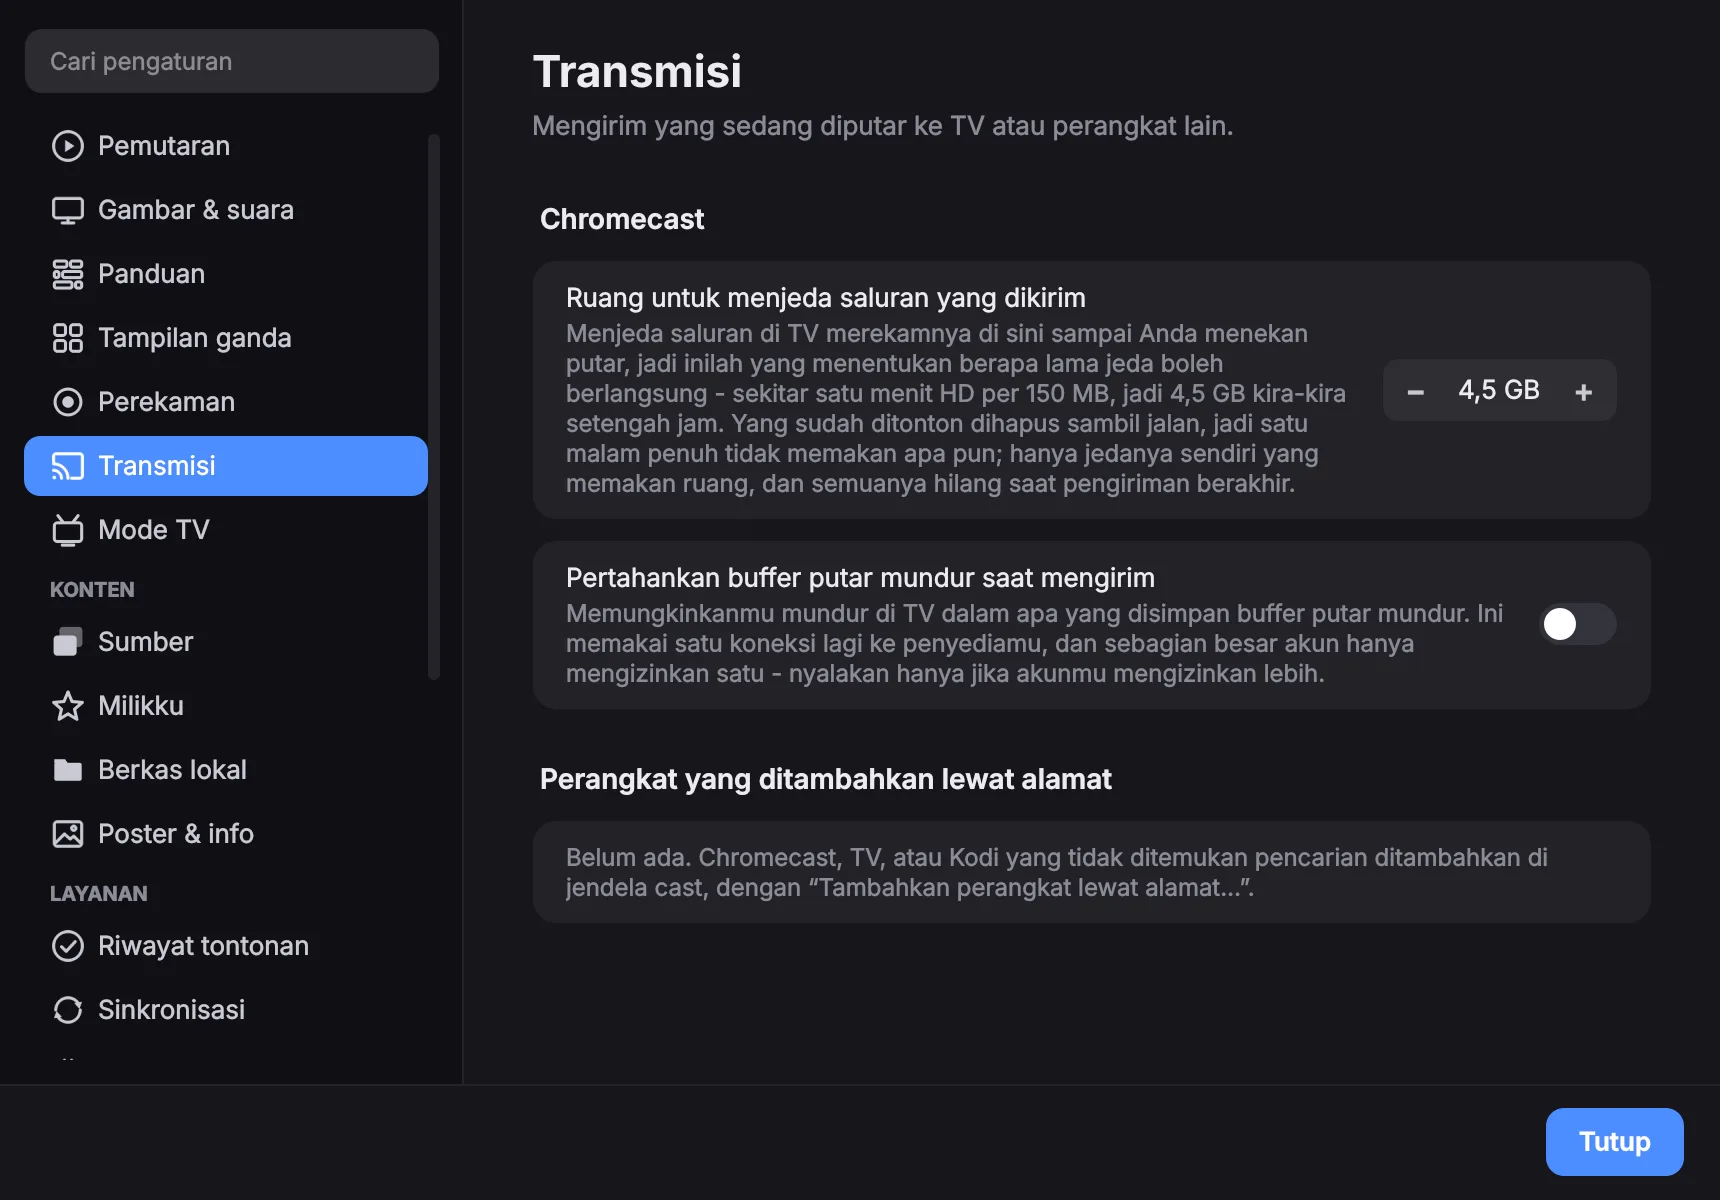 Cari pengaturan
Pemutaran
Gambar & suara
Panduan
Tampilan ganda
Perekaman
Transmisi
Mode TV
KONTEN
Sumber
Milikku
Berkas lokal
Poster & info
LAYANAN
Riwayat tontonan
Sinkronisasi
Transmisi
Mengirim yang sedang diputar ke TV atau perangkat lain.
Chromecast
Ruang untuk menjeda saluran yang dikirim
Menjeda saluran di TV merekamnya di sini sampai Anda menekan
putar, jadi inilah yang menentukan berapa lama jeda boleh
berlangsung - sekitar satu menit HD per 150 MB, jadi 4,5 GB kira-kira
setengah jam. Yang sudah ditonton dihapus sambil jalan, jadi satu
malam penuh tidak memakan apa pun; hanya jedanya sendiri yang
memakan ruang, dan semuanya hilang saat pengiriman berakhir.
− 4,5 GB +
Pertahankan buffer putar mundur saat mengirim
Memungkinkanmu mundur di TV dalam apa yang disimpan buffer putar mundur. Ini
memakai satu koneksi lagi ke penyediamu, dan sebagian besar akun hanya
mengizinkan satu - nyalakan hanya jika akunmu mengizinkan lebih.
Perangkat yang ditambahkan lewat alamat
Belum ada. Chromecast, TV, atau Kodi yang tidak ditemukan pencarian ditambahkan di
jendela cast, dengan “Tambahkan perangkat lewat alamat...”.
Tutup